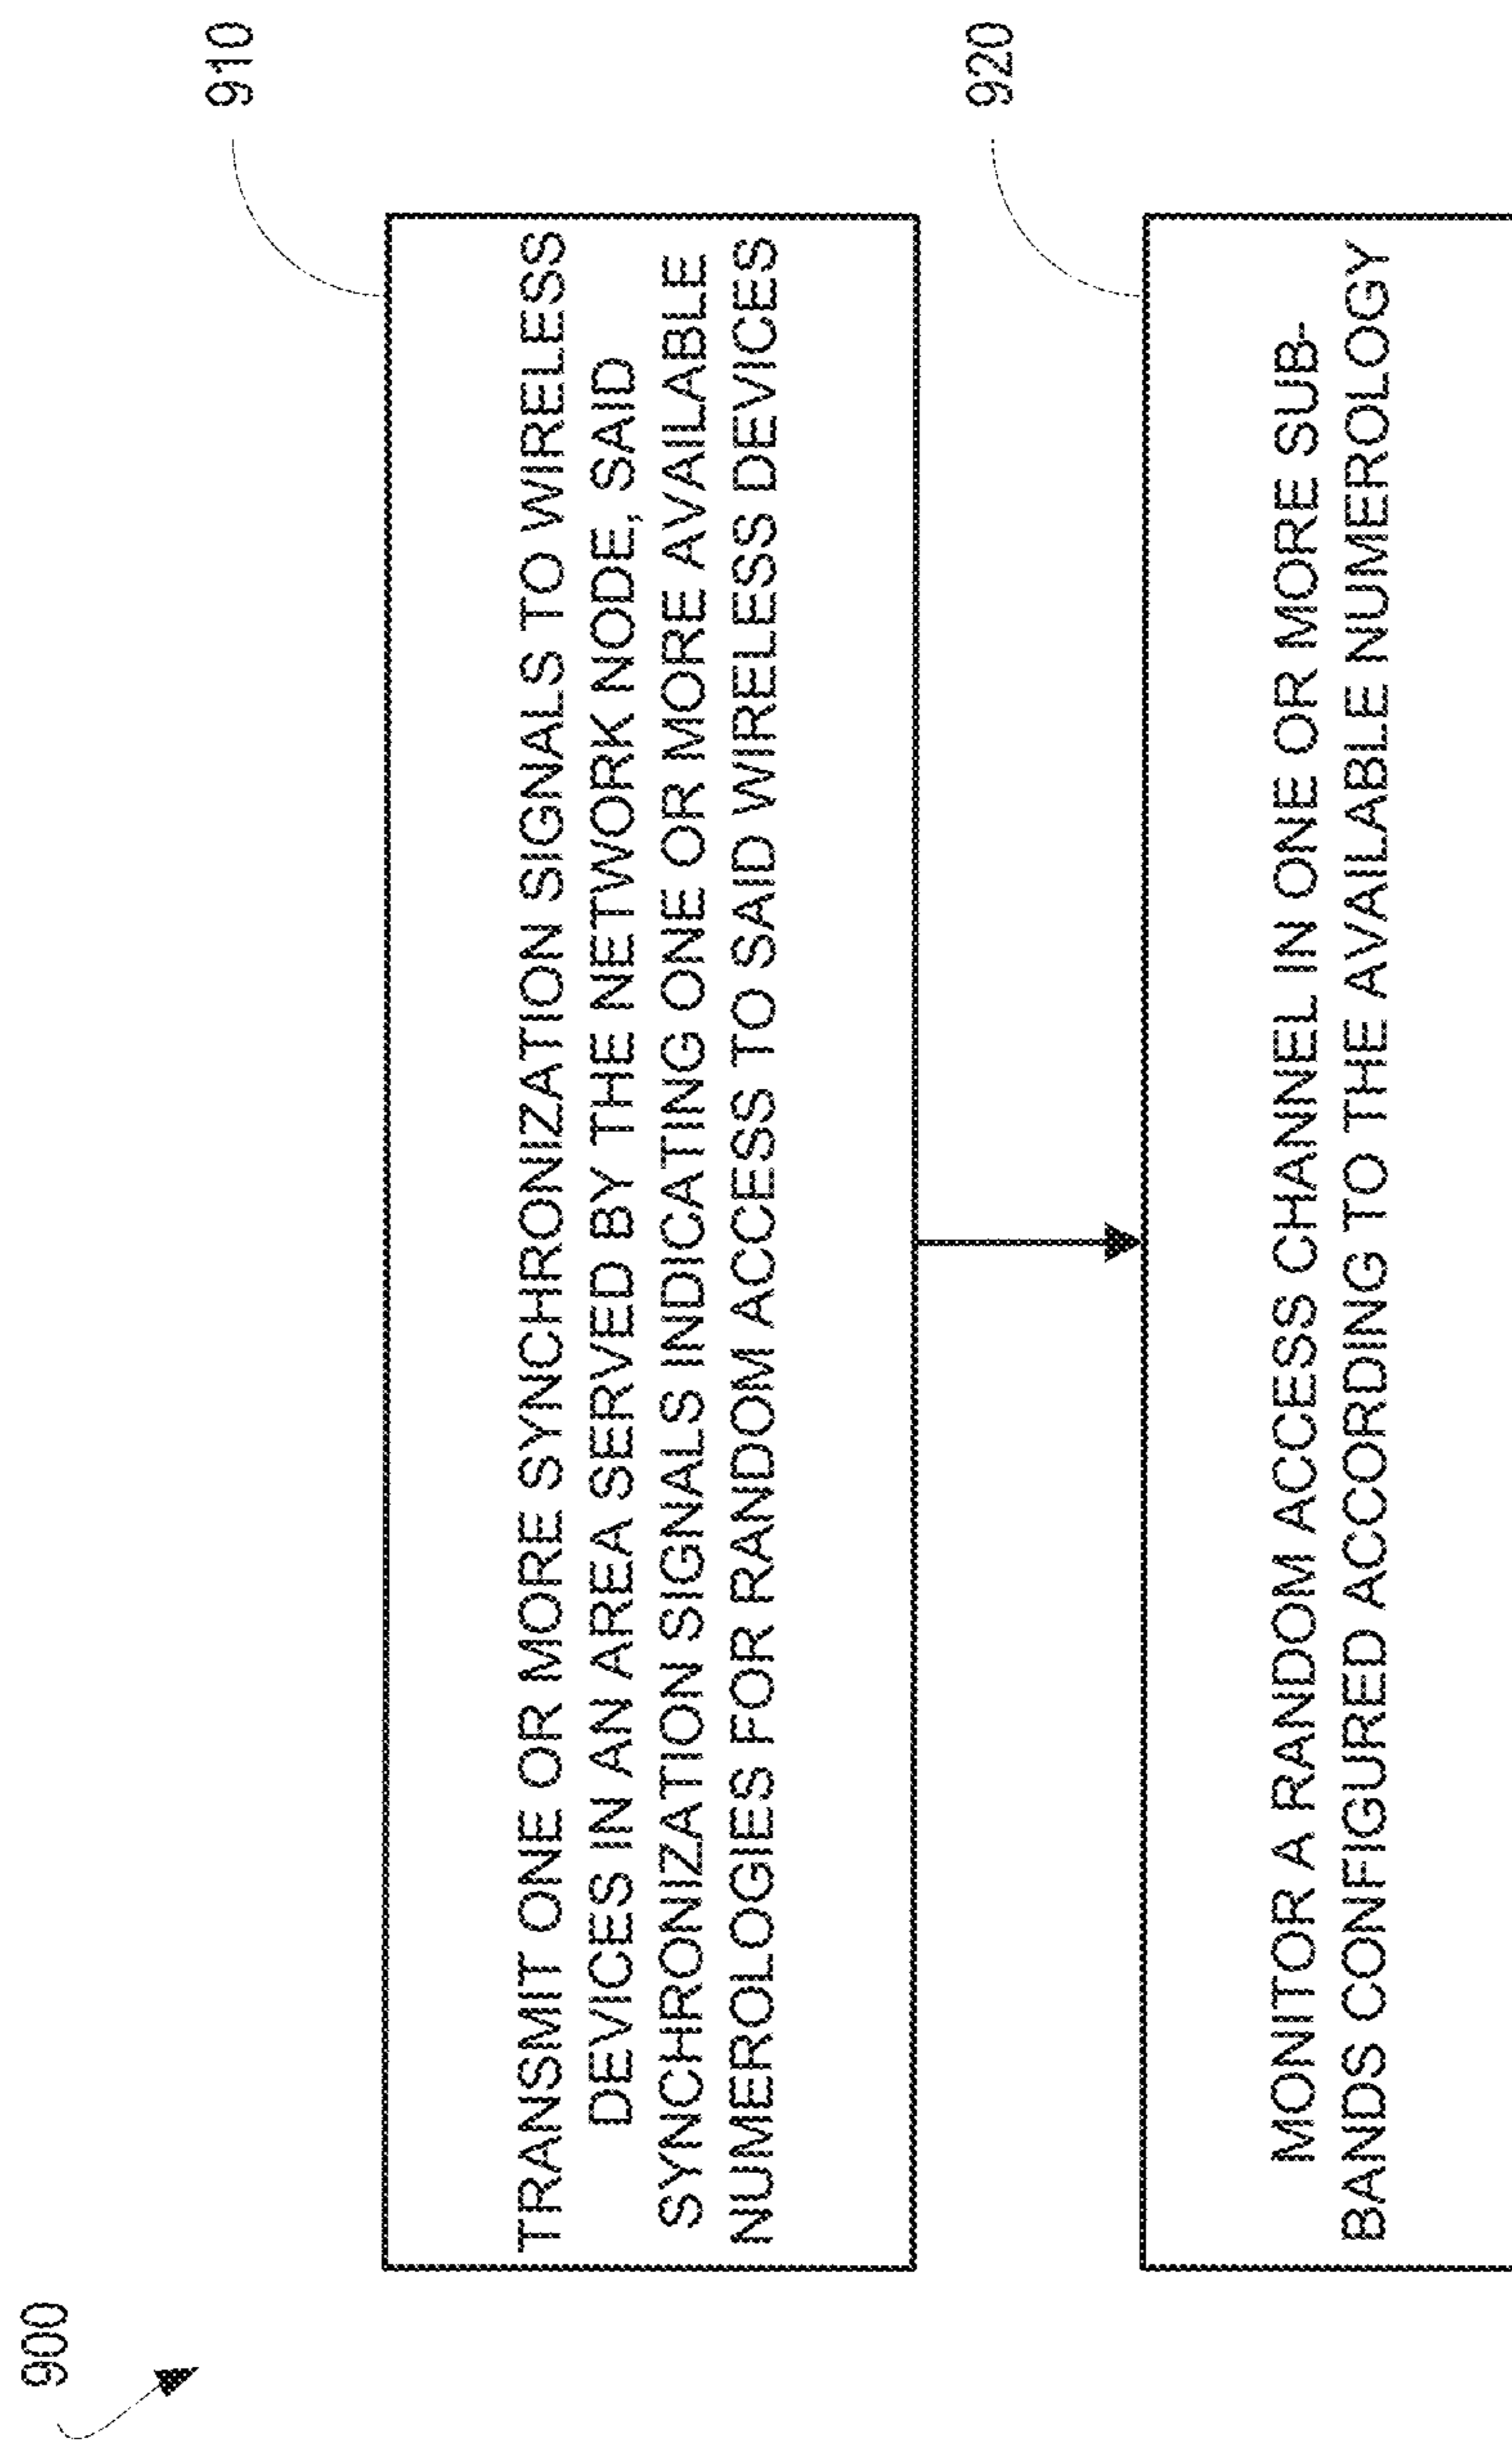 900
910
TRANSMIT ONE OR MORE SYNCHRONIZATION SIGNALS TO WIRELESS
DEVICES IN AN AREA SERVED BY THE NETWORK NODE, SAID
SYNCHRONIZATION SIGNALS INDICATING ONE OR MORE AVAILABLE
NUMEROLOGIES FOR RANDOM ACCESS TO SAID WIRELESS DEVICES
920
MONITOR A RANDOM ACCESS CHANNEL IN ONE OR MORE SUB-
BANDS CONFIGURED ACCORDING TO THE AVAILABLE NUMEROLOGY